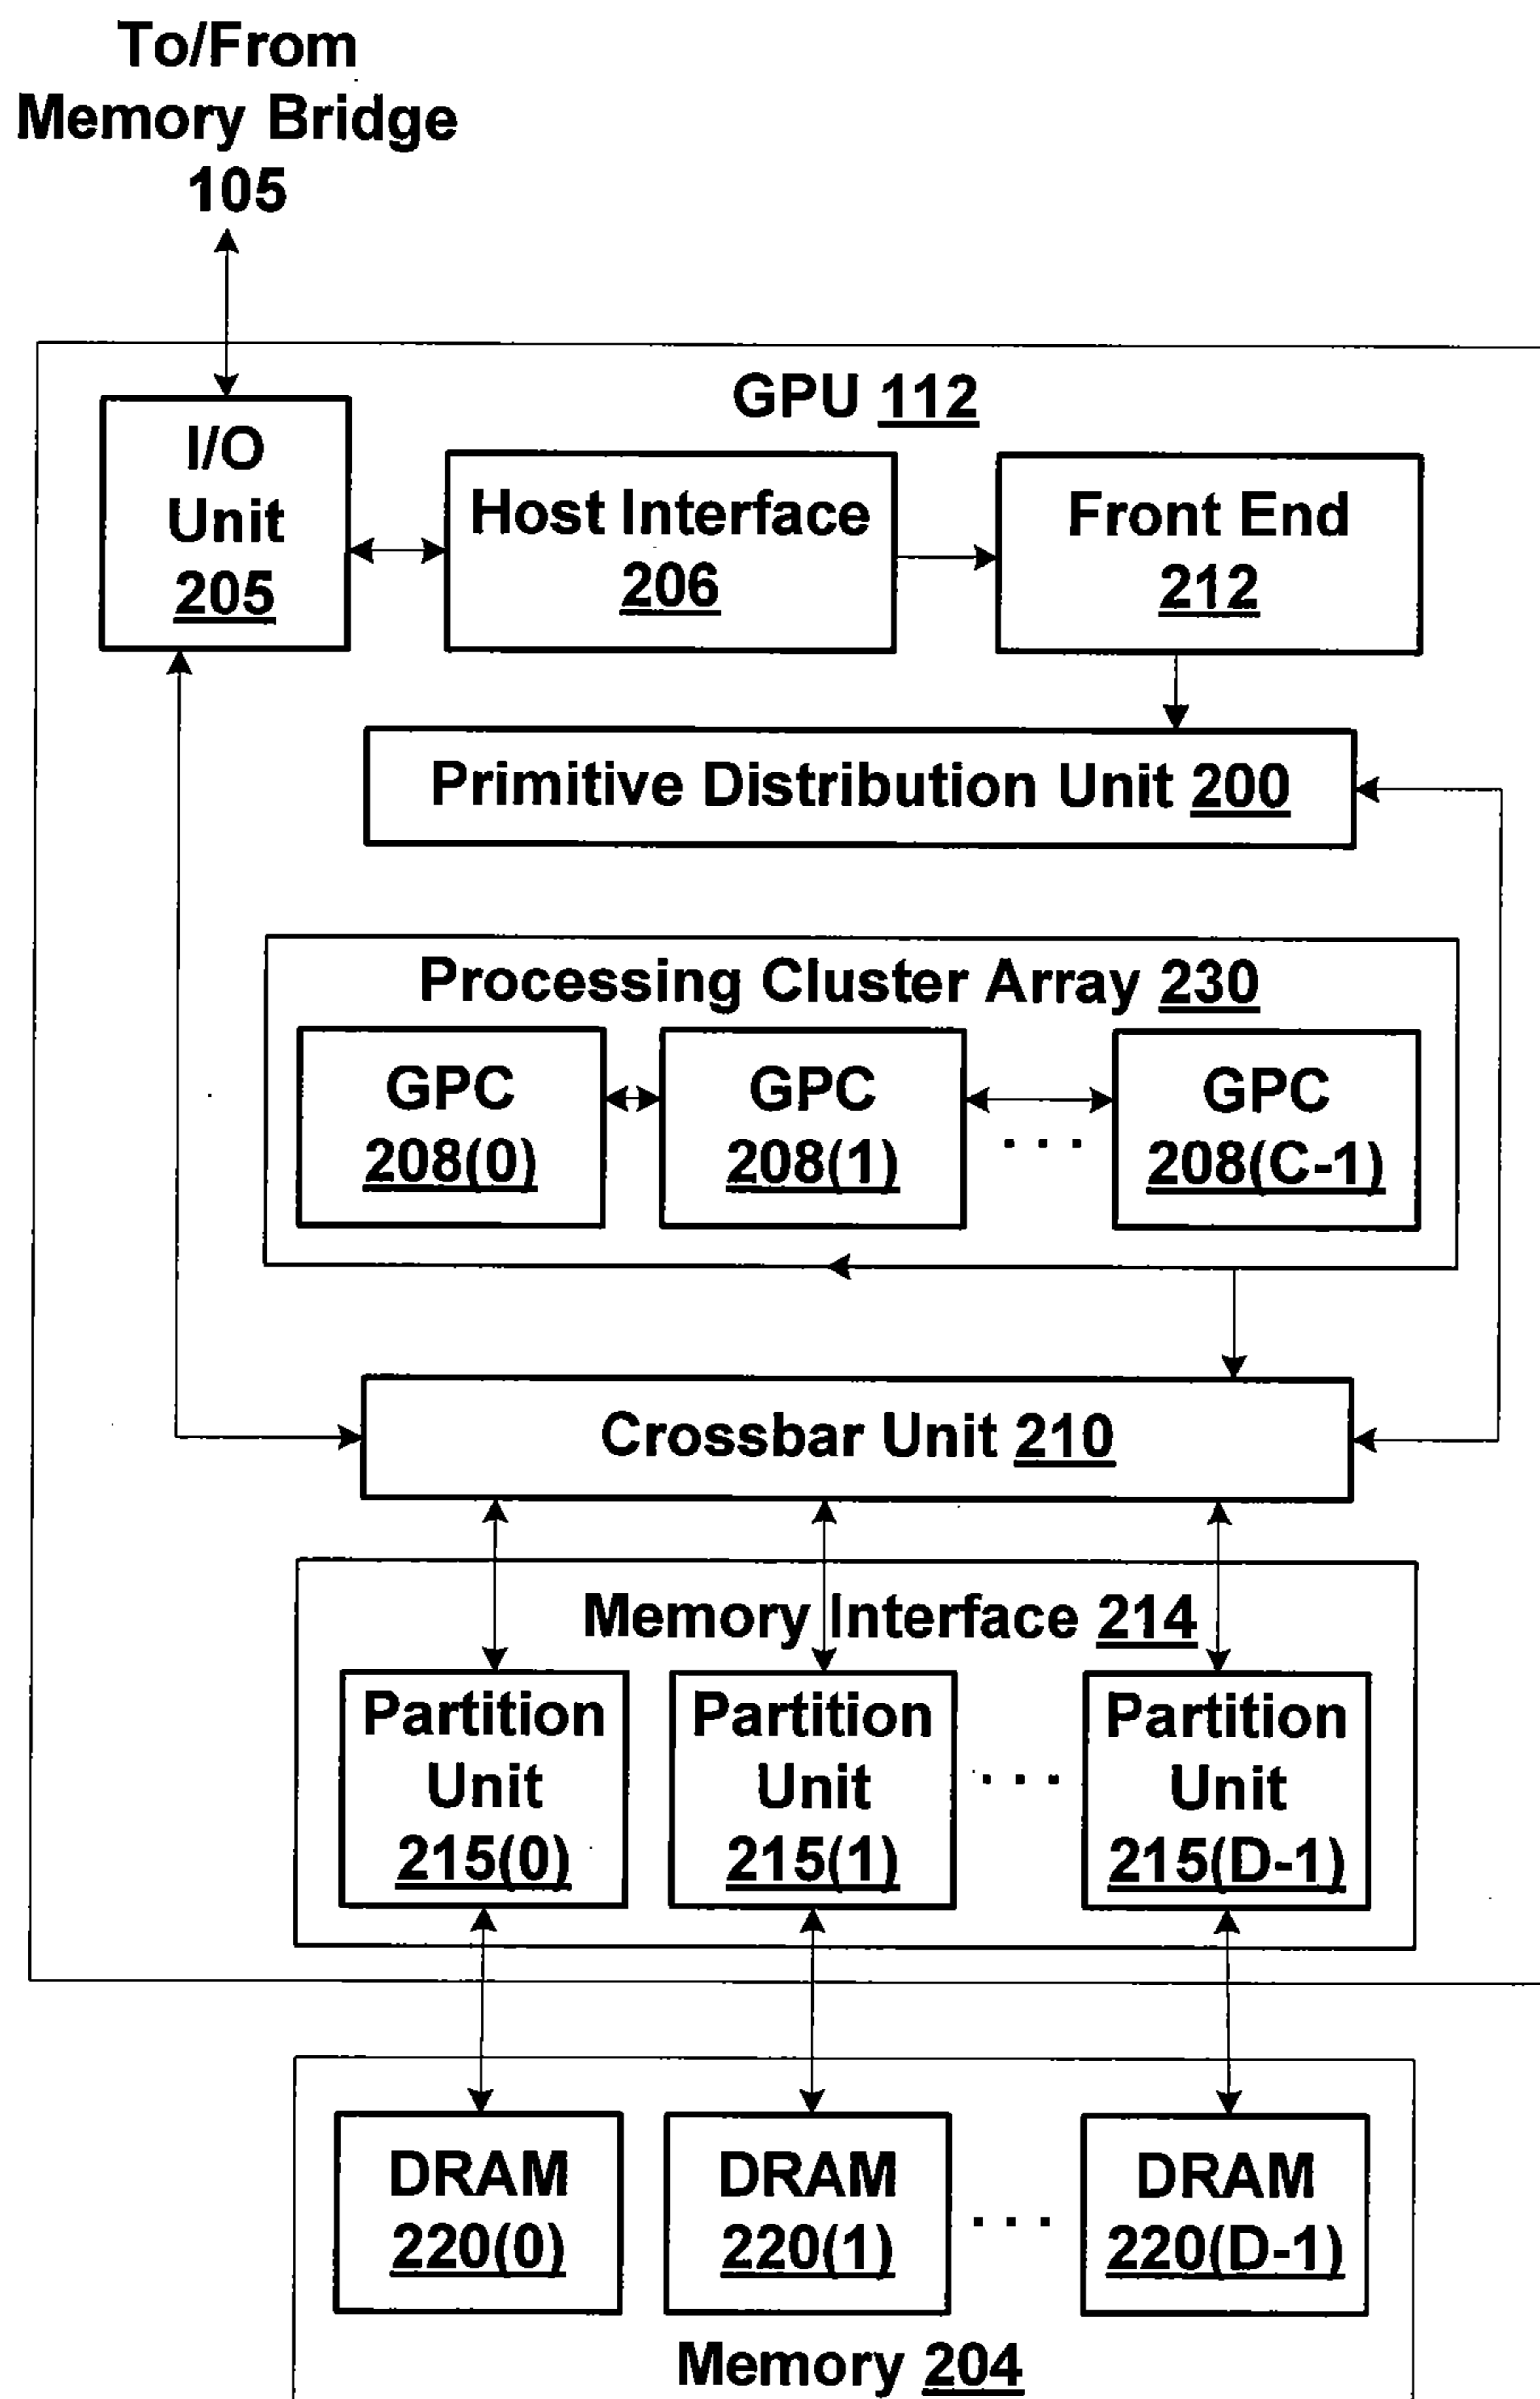 To/From
Memory Bridge
105
GPU 112
I/O
Unit
205
Host Interface
206
Front End
212
Primitive Distribution Unit 200
Processing Cluster Array 230
GPC
208(0)
GPC
208(1)
. . .
GPC
208(C-1)
Crossbar Unit 210
Memory Interface 214
Partition
Unit
215(0)
Partition
Unit
215(1)
. . .
Partition
Unit
215(D-1)
DRAM
220(0)
DRAM
220(1)
. . .
DRAM
220(D-1)
Memory 204